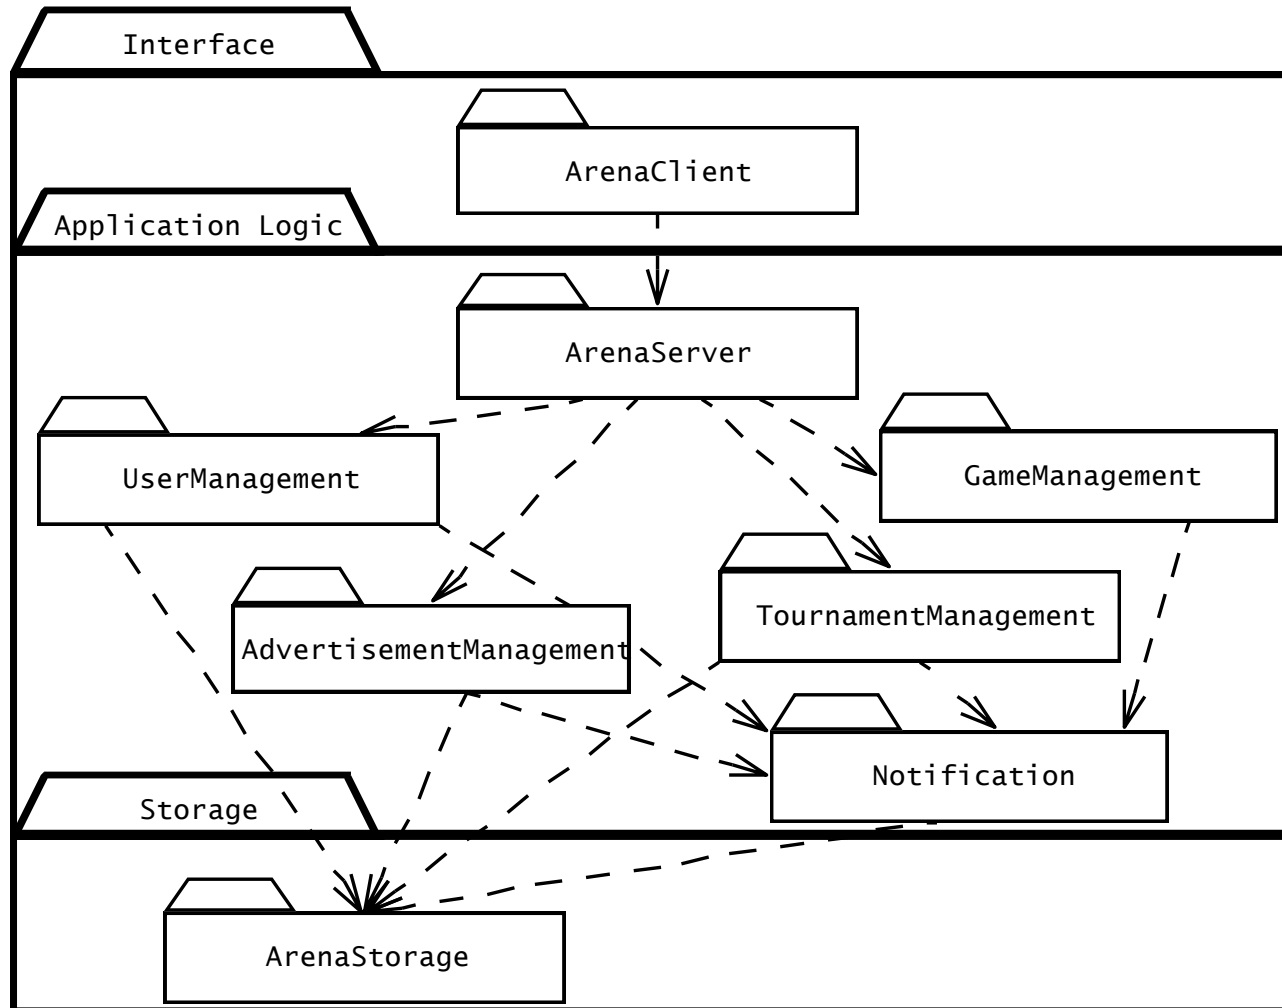 Interface
ArenaClient
Application Logic
ArenaServer
UserManagement
GameManagement
AdvertisementManagement
TournamentManagement
Notification
Storage
ArenaStorage